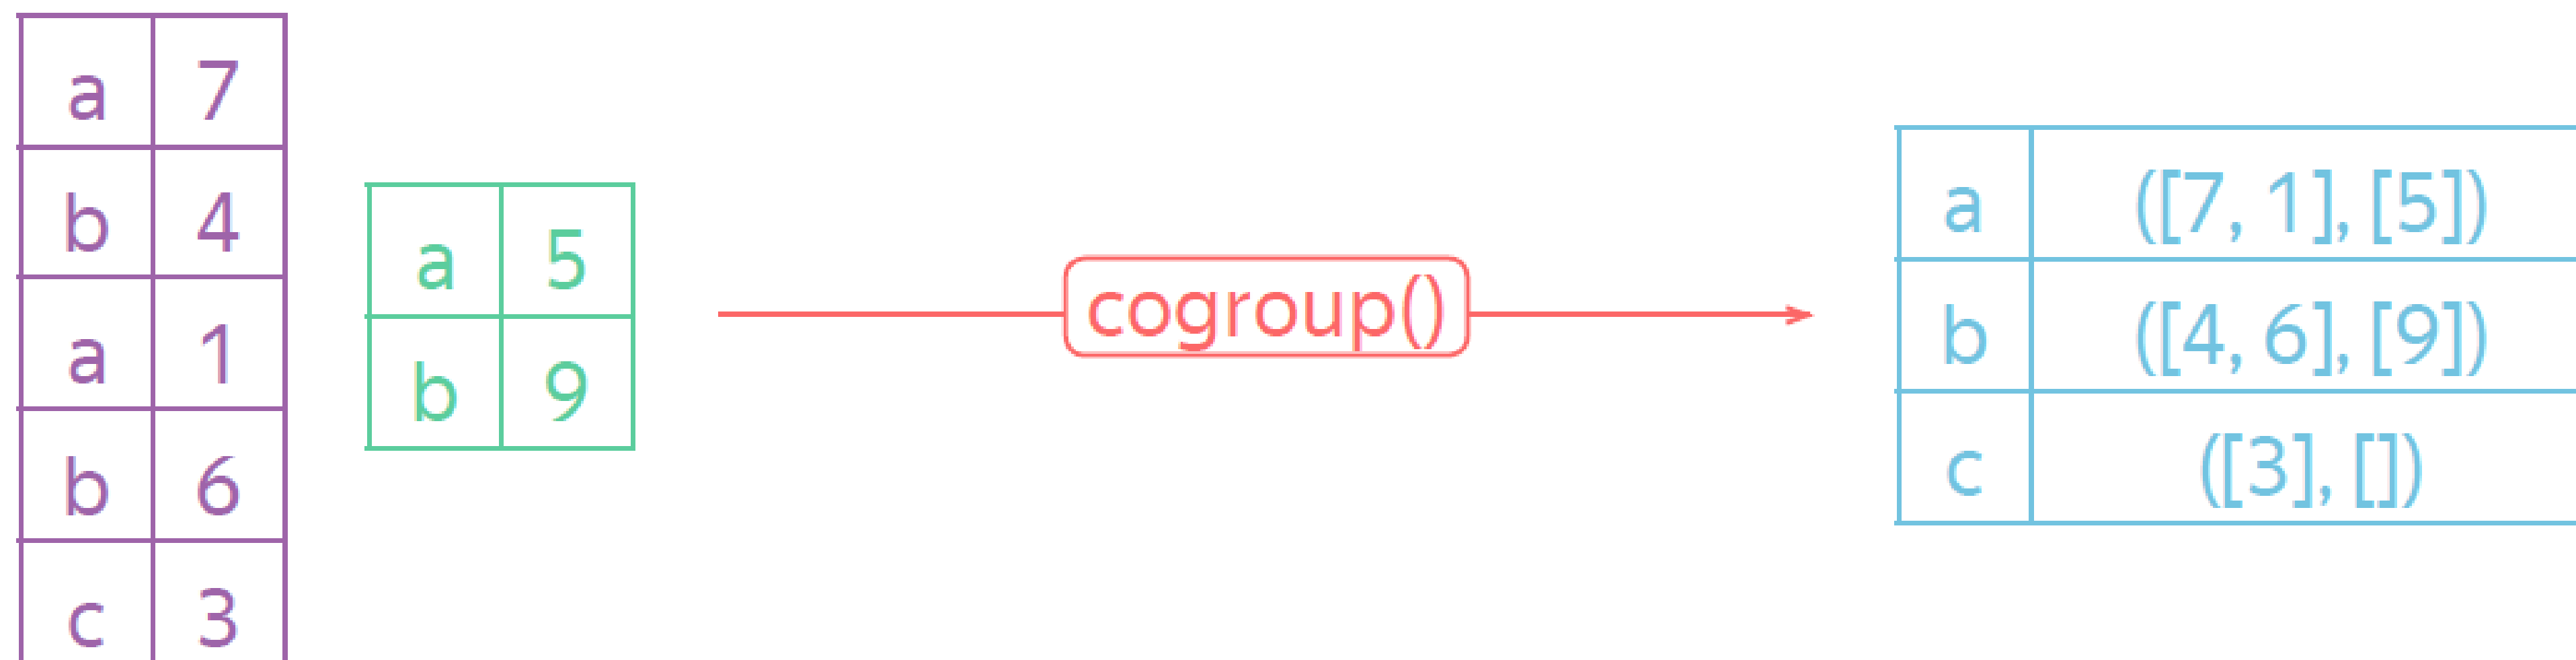 a 7
b 4
a 1
b 6
c 3
a 5
b 9
cogroup()
a ([7, 1], [5])
b ([4, 6], [9])
c ([3], [])